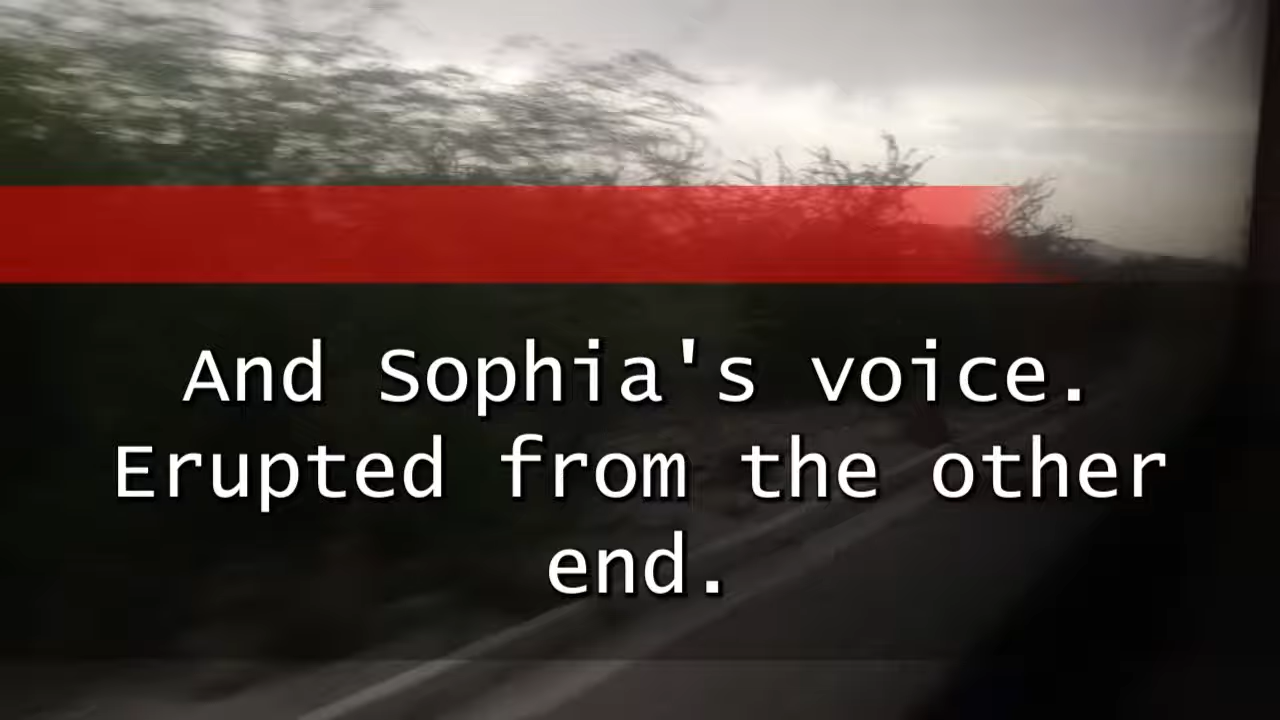 And Sophia's voice.
Erupted from the other
end.